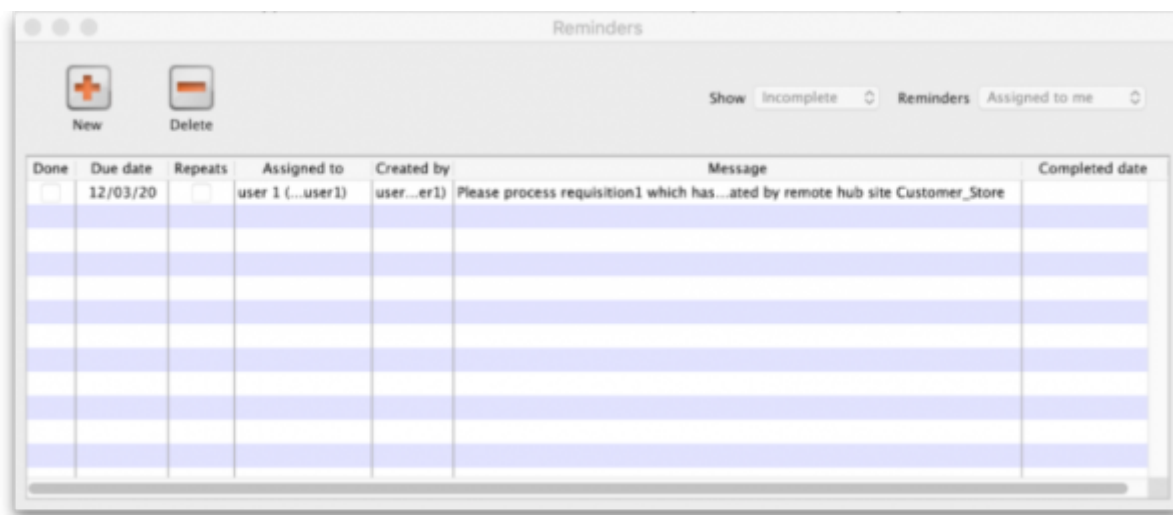 Reminders
New Delete Show Incomplete Reminders Assigned to me
Done Due date Repeats Assigned to Created by Message Completed date
12/03/20 user 1 (...user1) user...er1) Please process requisition1 which has...ated by remote hub site Customer_Store